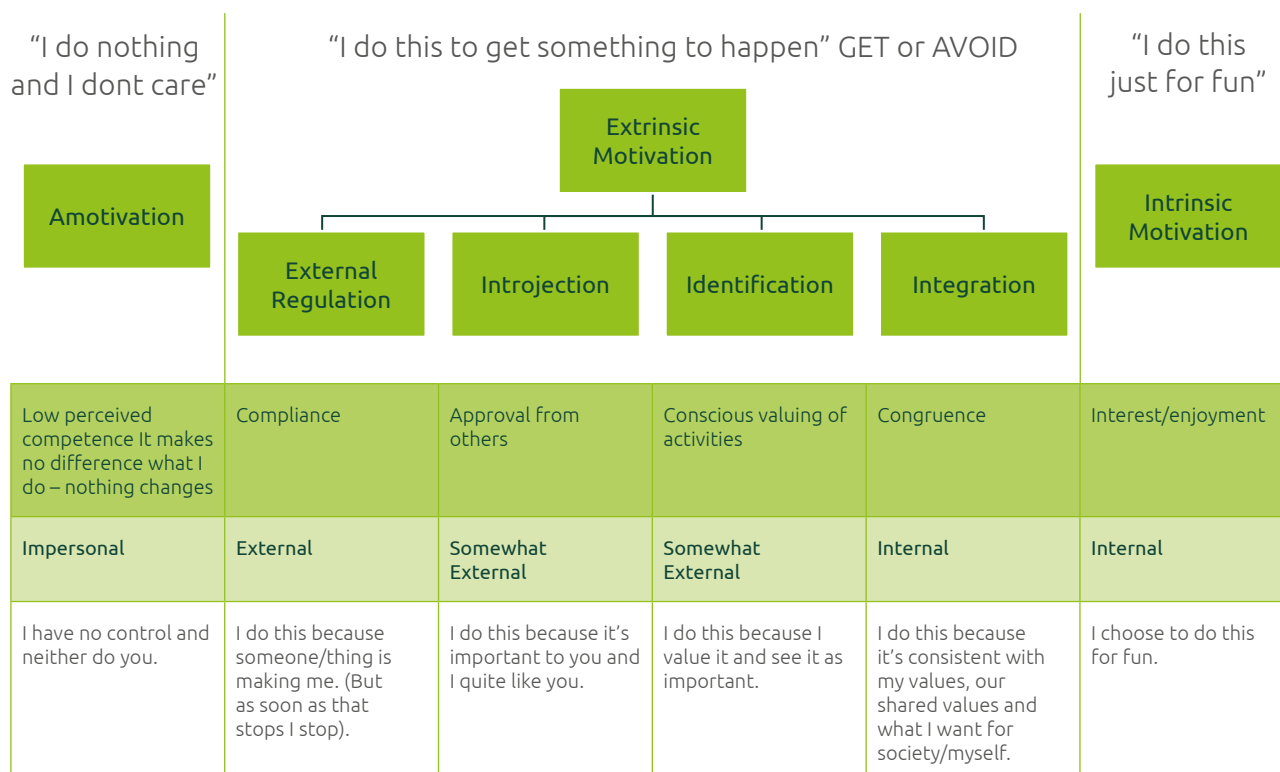 “I do nothing
and I dont care”
“I do this to get something to happen” GET or AVOID
“I do this
just for fun”
Extrinsic
Motivation
Amotivation
Intrinsic
Motivation
External
Regulation
Introjection
Identification
Integration
Low perceived
competence It makes
no difference what I
do – nothing changes
Compliance
Approval from
others
Conscious valuing of
activities
Congruence
Interest/enjoyment
Impersonal
External
Somewhat
External
Somewhat
External
Internal
Internal
I have no control and
neither do you.
I do this because
someone/thing is
making me. (But
as soon as that
stops I stop).
I do this because it’s
important to you and
I quite like you.
I do this because I
value it and see it as
important.
I do this because
it’s consistent with
my values, our
shared values and
what I want for
society/myself.
I choose to do this
for fun.